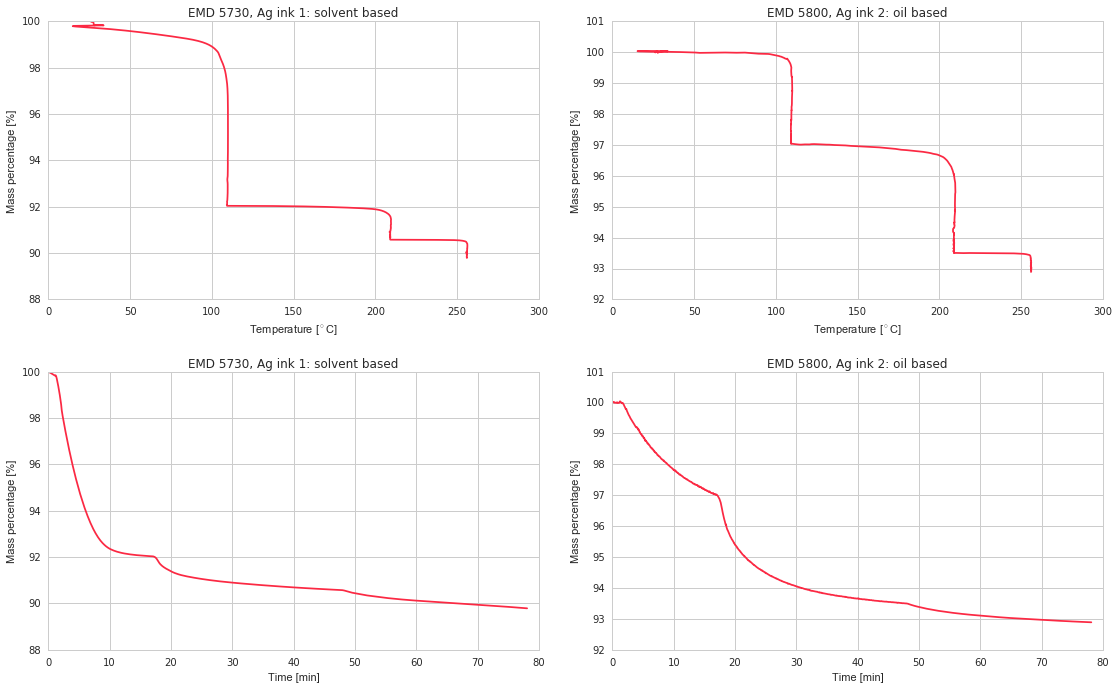 EMD 5730, Ag ink 1: solvent based
100
98
96
94
92
90
88
Mass percentage [%]
0 50 100 150 200 250 300
Temperature [°C]
EMD 5800, Ag ink 2: oil based
101
100
99
98
97
96
95
94
93
92
Mass percentage [%]
0 50 100 150 200 250 300
Temperature [°C]
EMD 5730, Ag ink 1: solvent based
100
98
96
94
92
90
88
Mass percentage [%]
0 10 20 30 40 50 60 70 80
Time [min]
EMD 5800, Ag ink 2: oil based
101
100
99
98
97
96
95
94
93
92
Mass percentage [%]
0 10 20 30 40 50 60 70 80
Time [min]